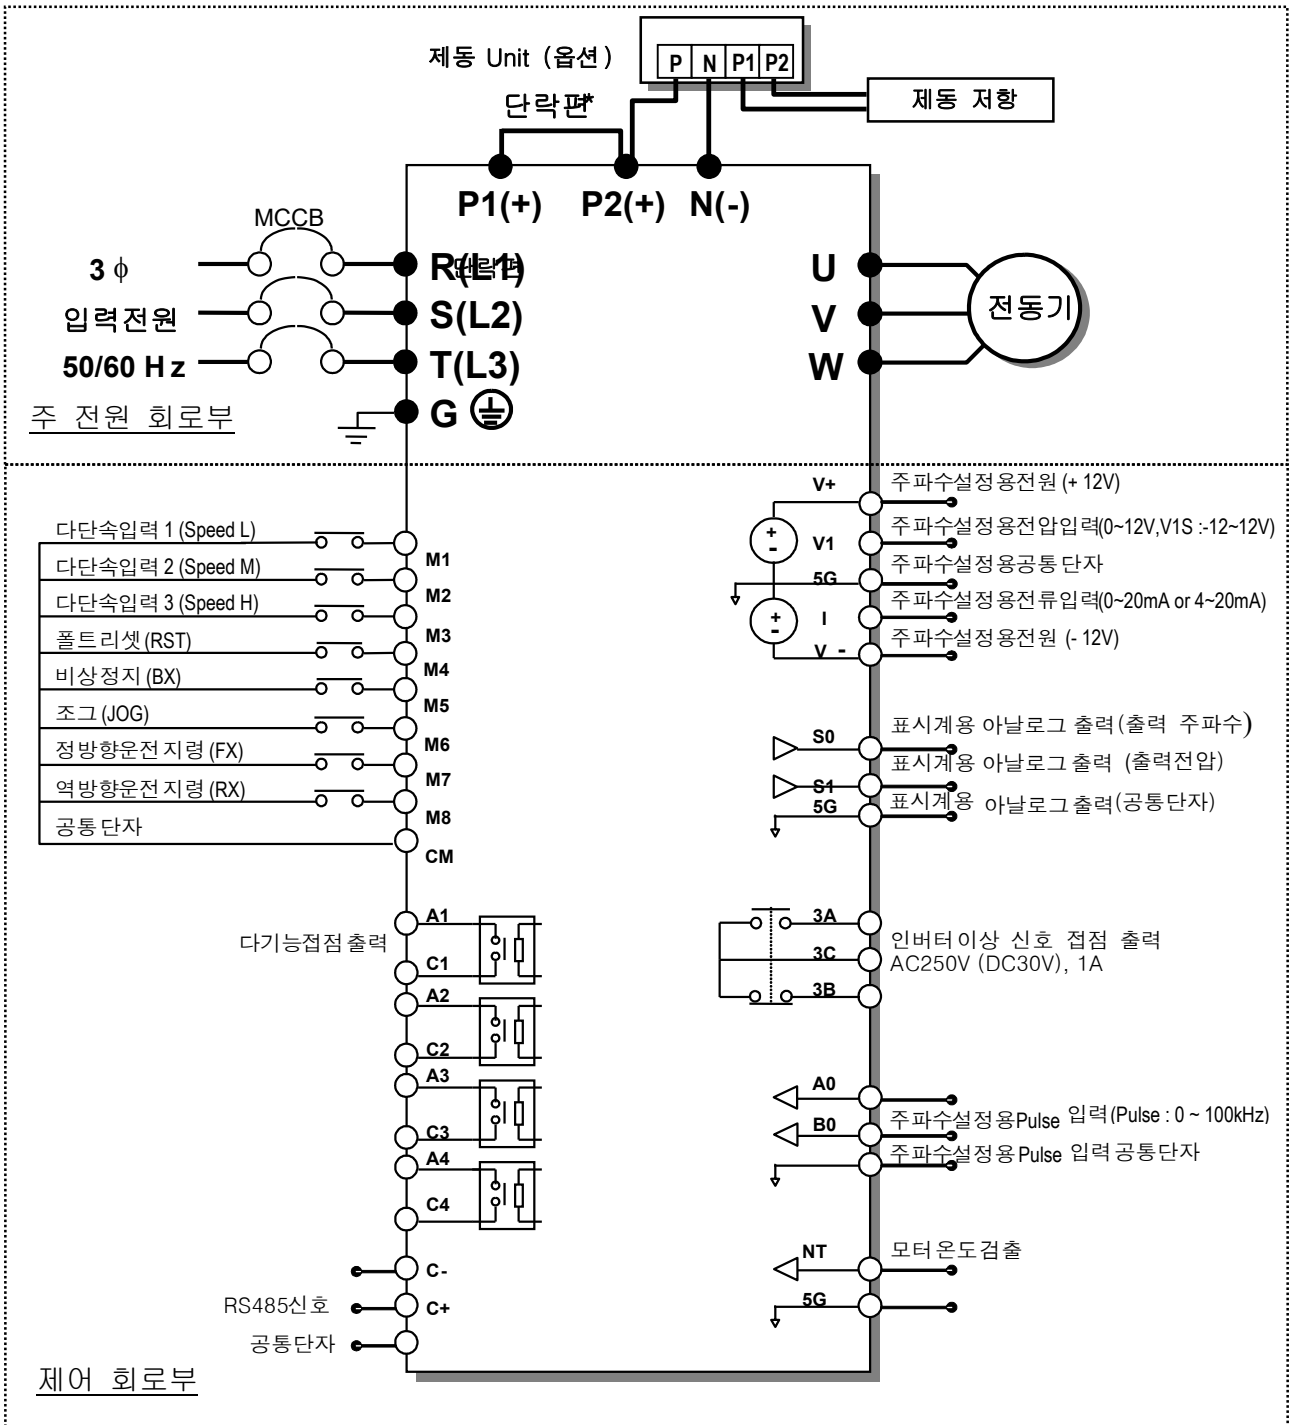 제동 Unit (옵션)
P N P1 P2
제동 저항
단락편*
P1(+) P2(+) N(-)
MCCB
3 ϕ
입력전원
50/60 Hz
R(L1)
단락편
S(L2)
T(L3)
G
U
V
W
전동기
주 전원 회로부
다단속입력 1 (Speed L)
M1
다단속입력 2 (Speed M)
M2
다단속입력 3 (Speed H)
M3
폴트리셋(RST)
M4
비상정지(BX)
M5
조그(JOG)
M6
정방향운전지령(FX)
M7
역방향운전지령(RX)
M8
공통단자
CM
V+
주파수설정용전원(+ 12V)
V1
주파수설정용전압입력(0~12V,V1S :-12~12V)
5G
주파수설정용공통단자
I
주파수설정용전류입력(0~20mA or 4~20mA)
V -
주파수설정용전원 (- 12V)
+
-
+
-
S0
표시계용 아날로그 출력(출력 주파수)
S1
표시계용 아날로그 출력 (출력전압)
5G
표시계용 아날로그출력(공통단자)
다기능접점출력
A1
C1
A2
C2
A3
C3
A4
C4
3A
3C
3B
인버터이상 신호 접점 출력
AC250V (DC30V), 1A
A0
B0
주파수설정용Pulse 입력(Pulse : 0 ~ 100kHz)
주파수설정용Pulse 입력공통단자
NT
모터온도검출
5G
C-
RS485신호
C+
공통단자
제어 회로부